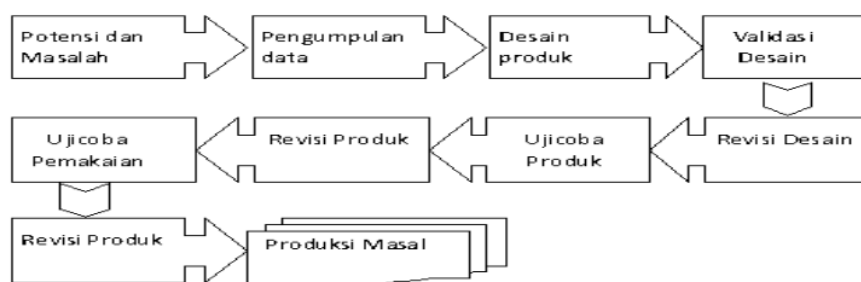 Potensi dan
Masalah
Pengumpulan
data
Desain
produk
Validasi
Desain
Revisi Desain
Ujicoba
Produk
Revisi Produk
Ujicoba
Pemakaian
Revisi Produk
Produksi Masal